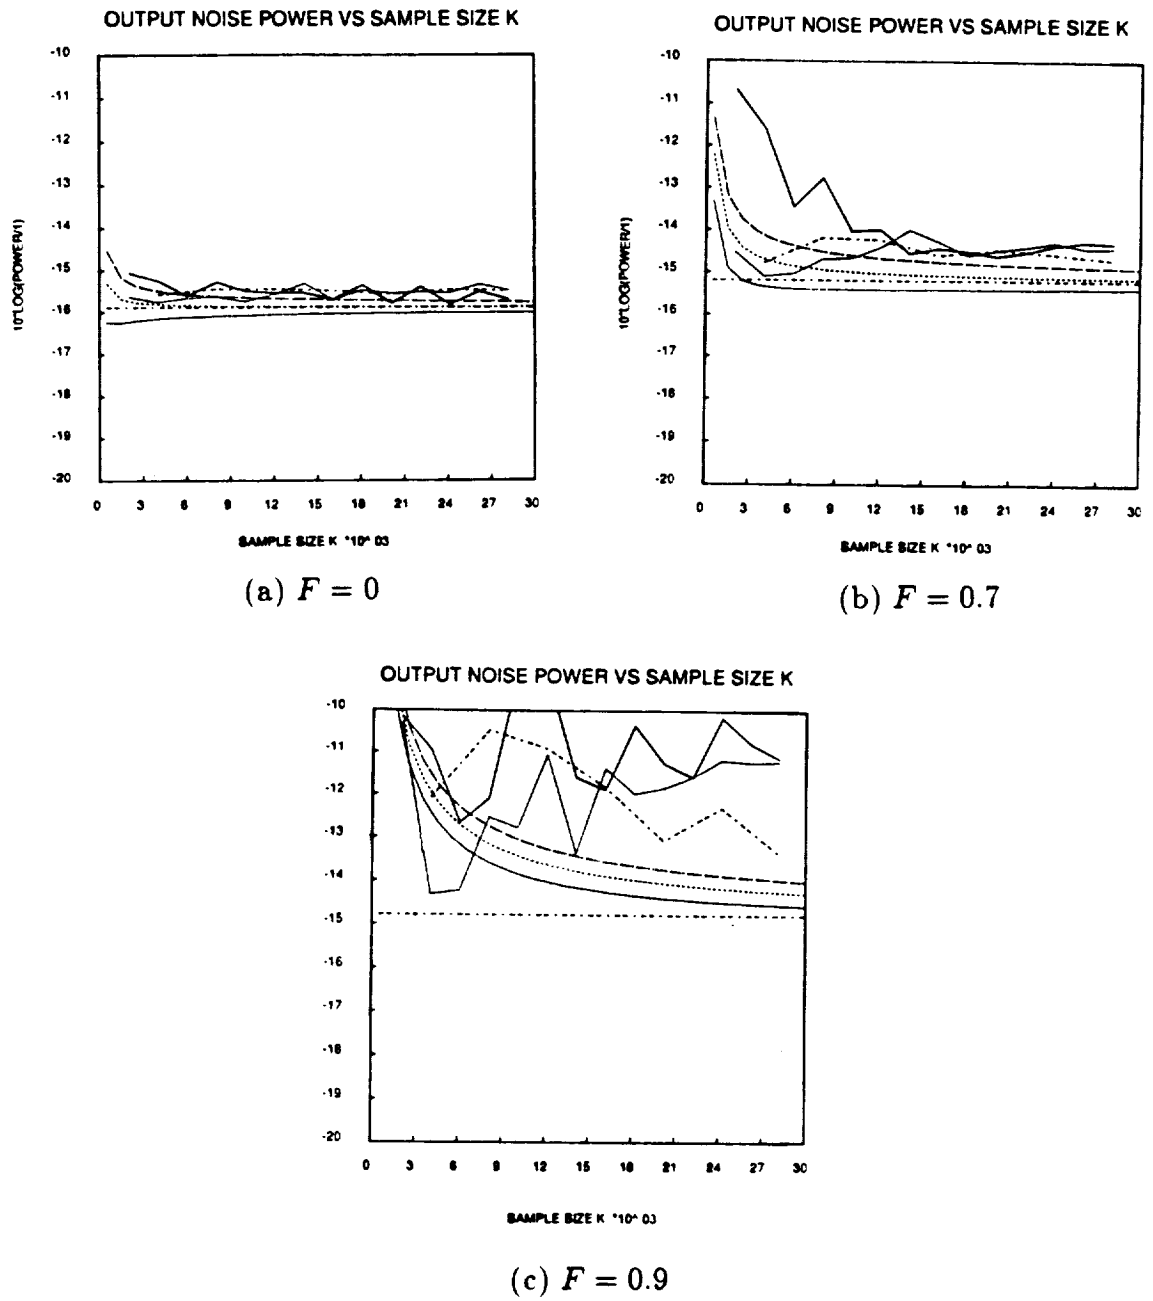 OUTPUT NOISE POWER VS SAMPLE SIZE K
-10
-11
-12
-13
-14
-15
-16
-17
-18
-19
-20
10*LOG(POWER/1)
0 3 6 9 12 15 18 21 24 27 30
SAMPLE SIZE K *10^ 03
(a) F = 0
OUTPUT NOISE POWER VS SAMPLE SIZE K
-10
-11
-12
-13
-14
-15
-16
-17
-18
-19
-20
10*LOG(POWER/1)
0 3 6 9 12 15 18 21 24 27 30
SAMPLE SIZE K *10^ 03
(b) F = 0.7
OUTPUT NOISE POWER VS SAMPLE SIZE K
-10
-11
-12
-13
-14
-15
-16
-17
-18
-19
-20
0 3 6 9 12 15 18 21 24 27 30
SAMPLE SIZE K *10^ 03
(c) F = 0.9